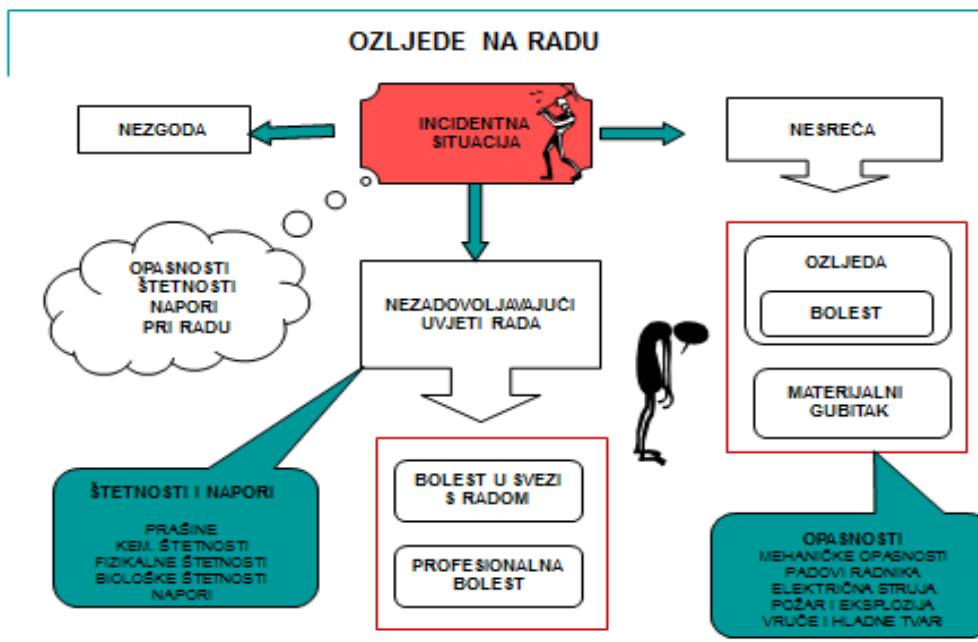 OZLJEDE NA RADU
NEZGODA
INCIDENTNA
SITUACIJA
NESREĆA
OPASNOSTI
ŠTETNOSTI
NAPORI
PRI RADU
NEZADOVOLJAVAJUĆI
UVJETI RADA
OZLJEDA
BOLEST
MATERIJALNI
GUBITAK
ŠTETNOSTI I NAPORI
PRAŠINE
KEM. ŠTETNOSTI
FIZIKALNE ŠTETNOSTI
BIOLOŠKE ŠTETNOSTI
NAPORI
BOLEST U SVEZI
S RADOM
PROFESIONALNA
BOLEST
OPASNOSTI
MEHANIČKE OPASNOSTI
PADOVI RADNIKA
ELEKTRIČNA STRUJA
POŽAR I EKSPLOZIJA
VRUĆE I HLADNE TVARI